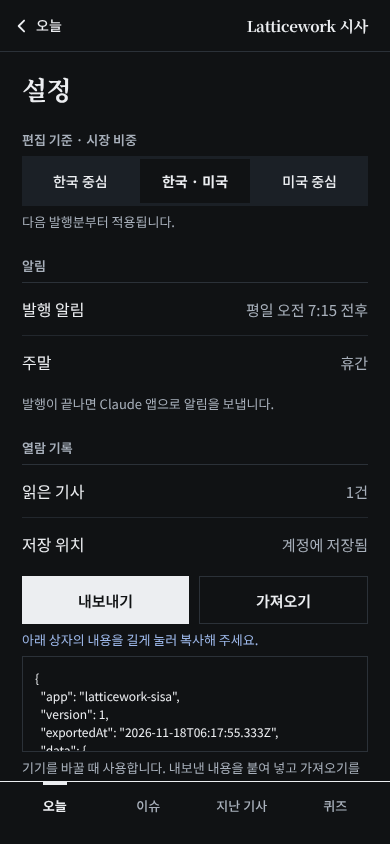 오늘
Latticework 시사
설정
편집 기준 · 시장 비중
한국 중심
한국 · 미국
미국 중심
다음 발행분부터 적용됩니다.
알림
발행 알림
평일 오전 7:15 전후
주말
휴간
발행이 끝나면 Claude 앱으로 알림을 보냅니다.
열람 기록
읽은 기사
1건
저장 위치
계정에 저장됨
내보내기
가져오기
아래 상자의 내용을 길게 눌러 복사해 주세요.
{
"app": "latticework-sisa",
"version": 1,
"exportedAt": "2026-11-18T06:17:55.333Z",
"data": {
기기를 바꿀 때 사용합니다. 내보낸 내용을 붙여 넣고 가져오기를
오늘
이슈
지난 기사
퀴즈